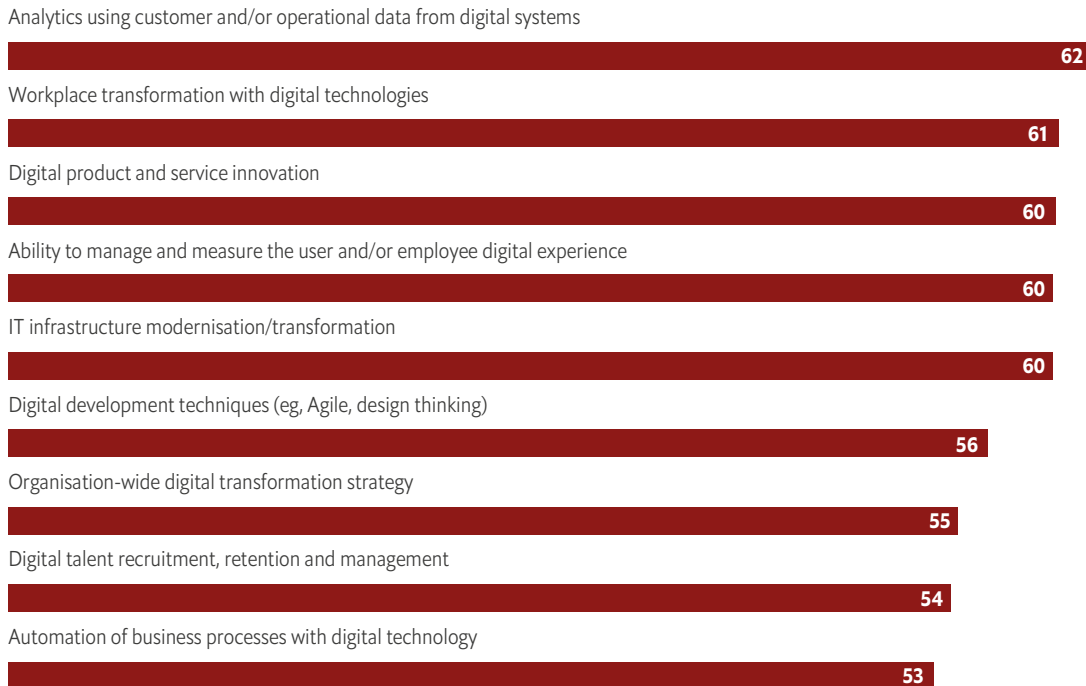 Analytics using customer and/or operational data from digital systems
62
Workplace transformation with digital technologies
61
Digital product and service innovation
60
Ability to manage and measure the user and/or employee digital experience
60
IT infrastructure modernisation/transformation
60
Digital development techniques (eg, Agile, design thinking)
56
Organisation-wide digital transformation strategy
55
Digital talent recruitment, retention and management
54
Automation of business processes with digital technology
53